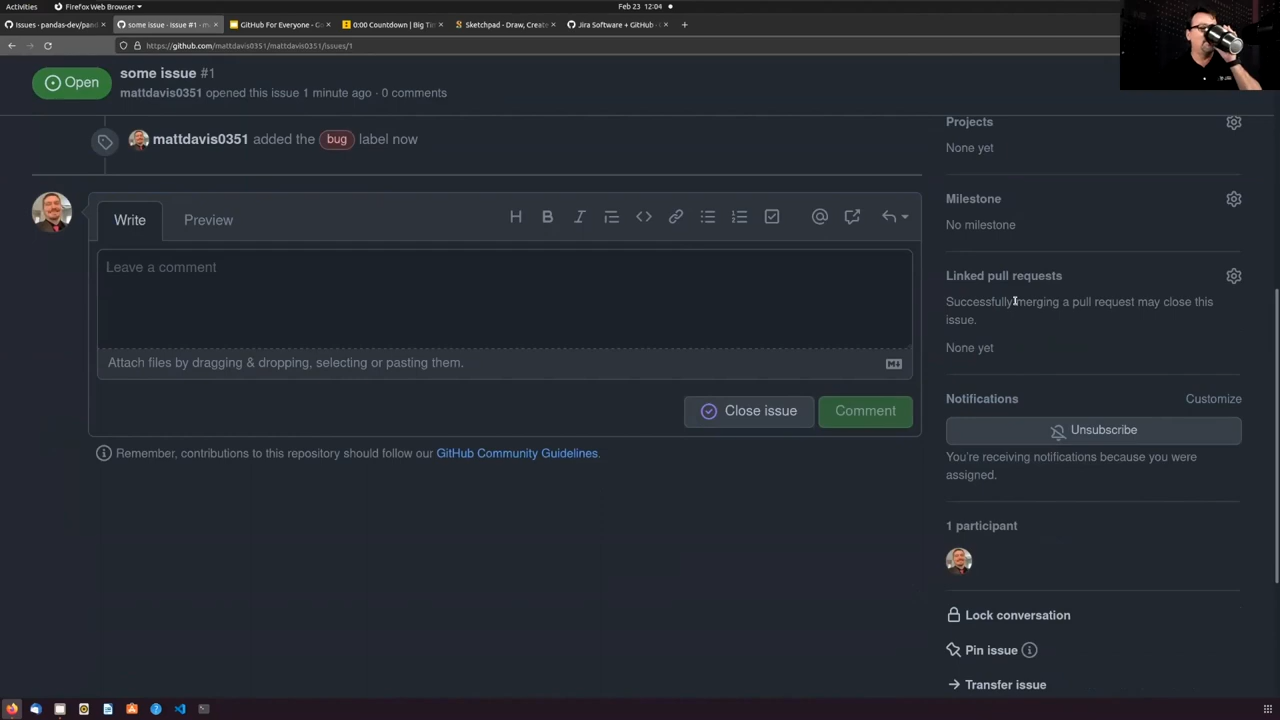 Activities
Firefox Web Browser
Feb 23 12:04
Issues · pandas-dev/pand
some issue · Issue #1 · m
GitHub For Everyone - Go
0:00 Countdown | Big Tim
Sketchpad - Draw, Create
Jira Software + GitHub
https://github.com/mattdavis0351/mattdavis0351/issues/1
Open
some issue #1
mattdavis0351 opened this issue 1 minute ago · 0 comments
mattdavis0351 added the bug label now
Write
Preview
Leave a comment
Attach files by dragging & dropping, selecting or pasting them.
Close issue
Comment
Remember, contributions to this repository should follow our GitHub Community Guidelines.
Projects
None yet
Milestone
No milestone
Linked pull requests
Successfully merging a pull request may close this
issue.
None yet
Notifications
Customize
Unsubscribe
You're receiving notifications because you were
assigned.
1 participant
Lock conversation
Pin issue
Transfer issue